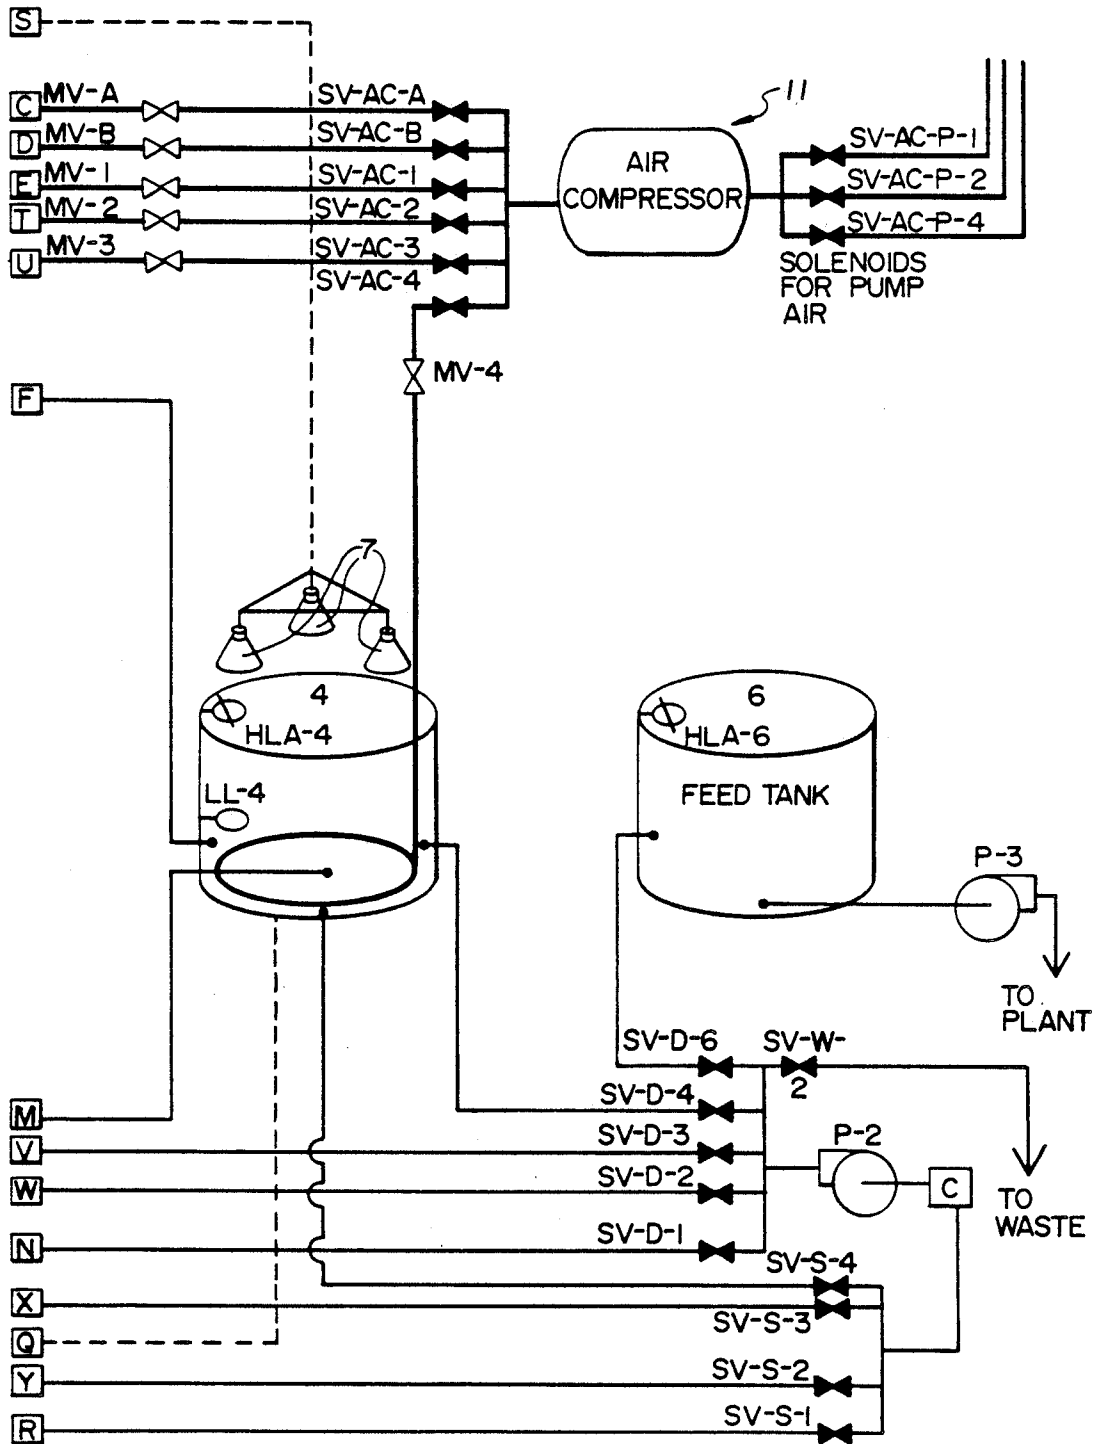 S
11
C MV-A SV-AC-A
D MV-B SV-AC-B
E MV-1 SV-AC-1
T MV-2 SV-AC-2
U MV-3 SV-AC-3
SV-AC-4
AIR
COMPRESSOR
SV-AC-P-1
SV-AC-P-2
SV-AC-P-4
SOLENOIDS
FOR PUMP
AIR
MV-4
F
7
4
HLA-4
LL-4
6
HLA-6
FEED TANK
P-3
TO
PLANT
SV-D-6
SV-W-
2
M
SV-D-4
V
SV-D-3
W
SV-D-2
N
SV-D-1
P-2
C
TO
WASTE
SV-S-4
X
SV-S-3
Q
Y
SV-S-2
R
SV-S-1